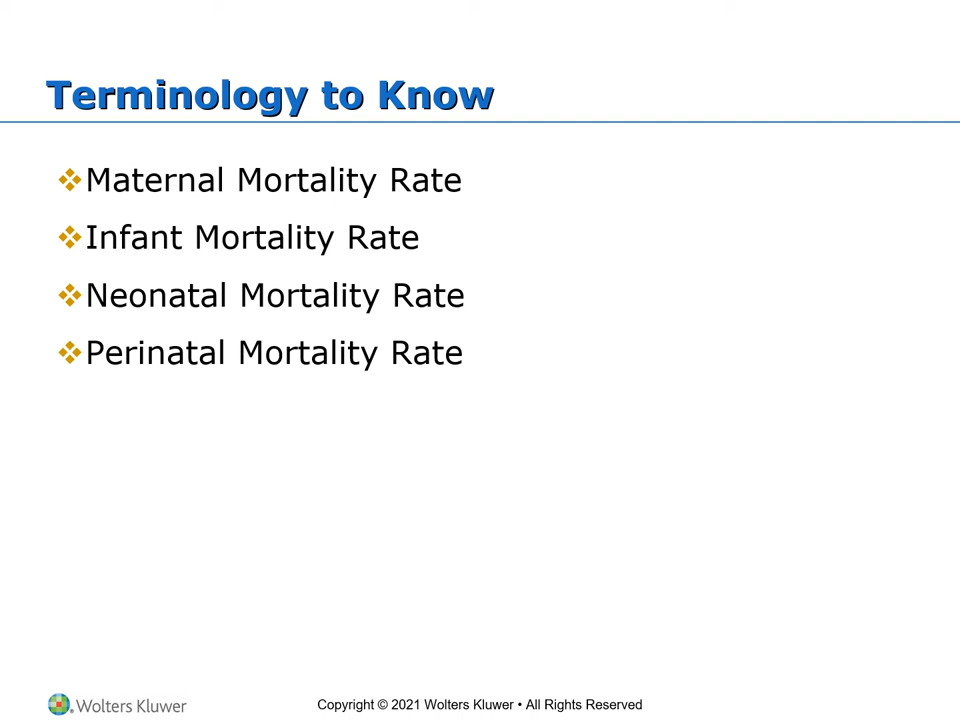 Terminology to Know
Maternal Mortality Rate
Infant Mortality Rate
Neonatal Mortality Rate
Perinatal Mortality Rate
Wolters Kluwer
Copyright © 2021 Wolters Kluwer • All Rights Reserved